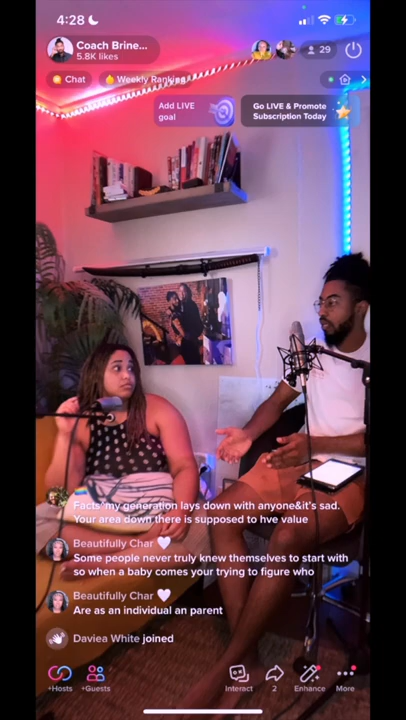 4:28
Coach Brine...
5.8K likes
29
Chat
Weekly Ranking
Add LIVE
goal
Go LIVE & Promote
Subscription Today
Facts my generation lays down with anyone&it's sad.
Your area down there is supposed to hve value
Beautifully Char
Some people never truly knew themselves to start with
so when a baby comes your trying to figure who
Beautifully Char
Are as an individual an parent
Daviea White joined
+Hosts
+Guests
Interact
2
Enhance
More